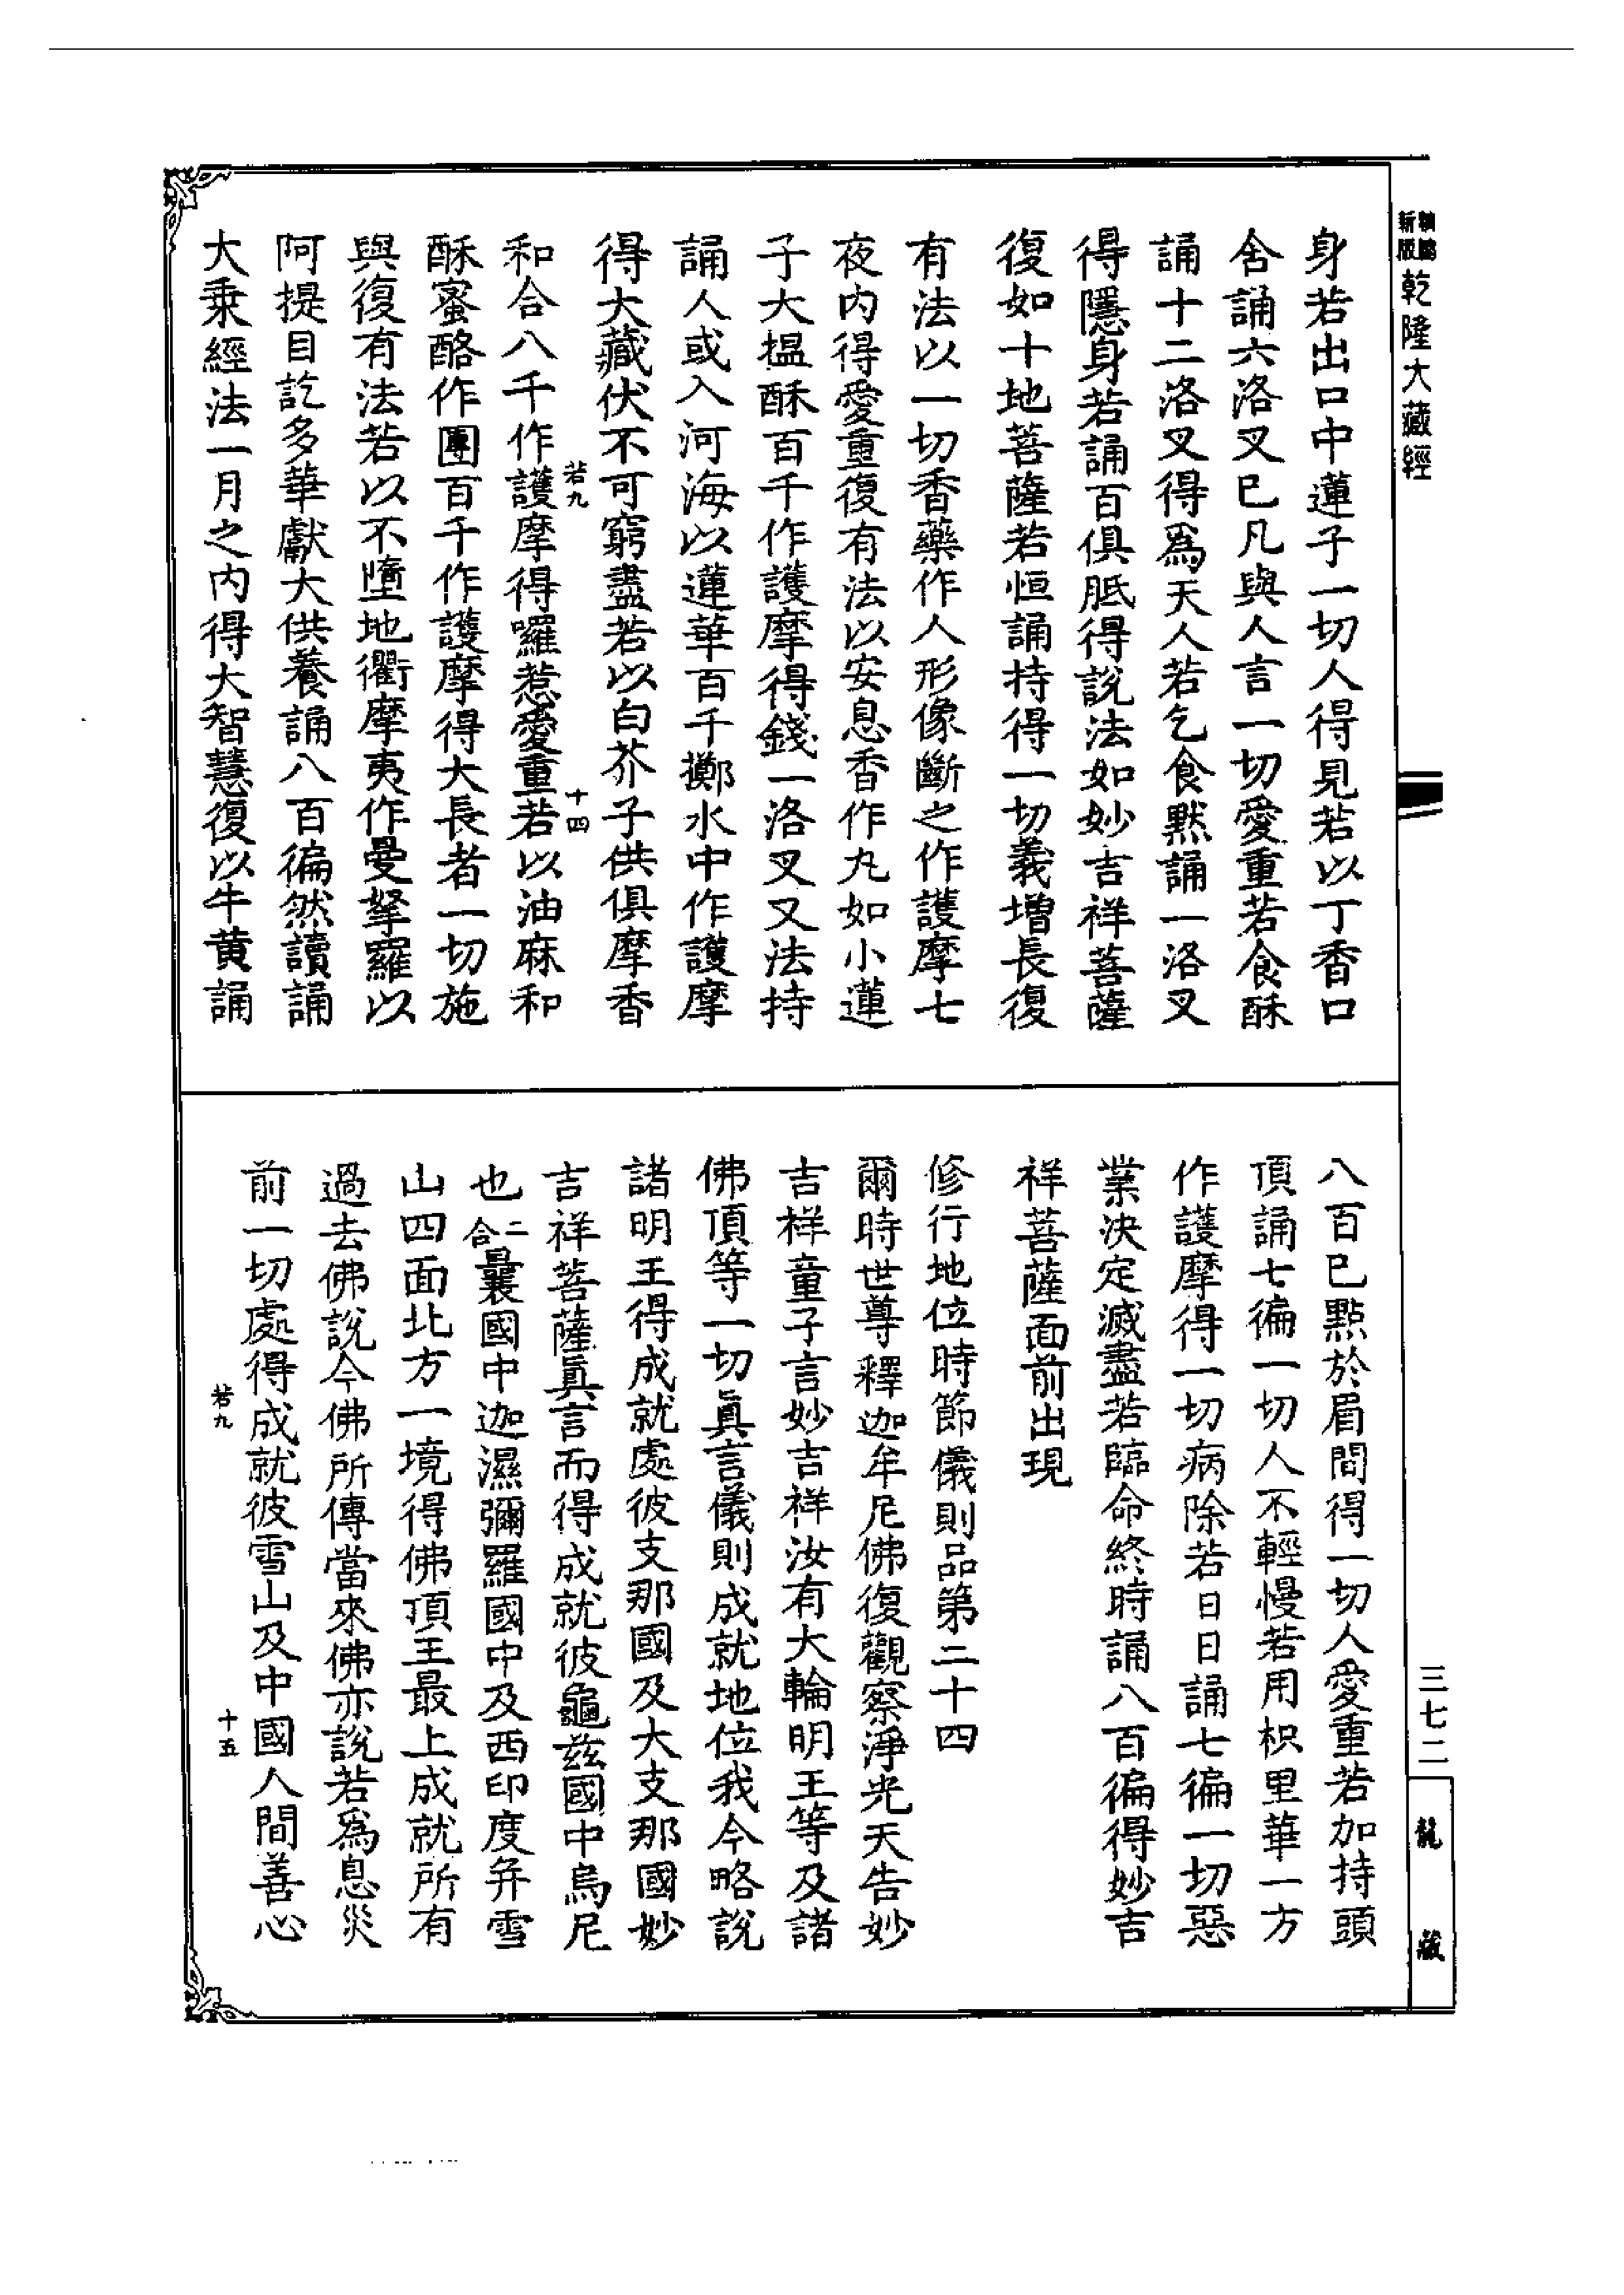 新版
乾隆大藏經
身若出口中蓮子一切人得見若以丁香口
含誦六洛叉已凡與人言一切愛重若食酥
誦十二洛叉得爲天人若乞食默誦一洛叉
得隱身若誦百俱胝得說法如妙吉祥菩薩
復如十地菩薩若恒誦持得一切義增長復
有法以一切香藥作人形像斷之作護摩七
夜內得愛重復有法以安息香作丸如小蓮
子大搵酥百千作護摩得錢一洛叉又法持
誦人或入河海以蓮華百千擲水中作護摩
得大藏伏不可窮盡若以白芥子供俱摩香
和合八千作護摩得囉惹愛重若以油麻和
若九
十四
酥蜜酪作團百千作護摩得大長者一切施
與復有法若以不墮地衢摩夷作曼拏羅以
阿提目訖多華獻大供養誦八百徧然讀誦
大乘經法一月之內得大智慧復以牛黄誦
八百已點於眉間得一切人愛重若加持頭
頂誦七徧一切人不輕慢若用枳里華一方
作護摩得一切病除若日日誦七徧一切惡
業決定滅盡若臨命終時誦八百徧得妙吉
祥菩薩面前出現
修行地位時節儀則品第二十四
爾時世尊釋迦牟尼佛復觀察淨光天告妙
吉祥童子言妙吉祥汝有大輪明王等及諸
佛頂等一切眞言儀則成就地位我今略說
諸明王得成就處彼支那國及大支那國妙
吉祥菩薩眞言而得成就彼龜兹國中烏尼
也二合曩國中迦濕彌羅國中及西印度并雪
山四面北方一境得佛頂王最上成就所有
過去佛說今佛所傳當來佛亦說若爲息災
前一切處得成就彼雪山及中國人間善心
若九
十五
三七二
龍藏